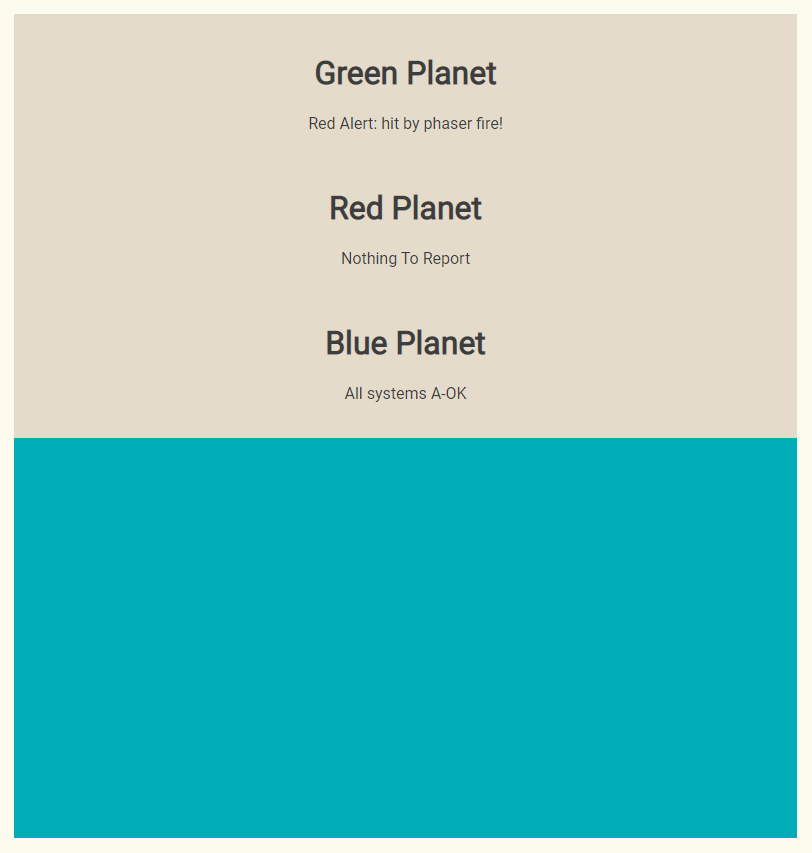 Green Planet
Red Alert: hit by phaser fire!
Red Planet
Nothing To Report
Blue Planet
All systems A-OK